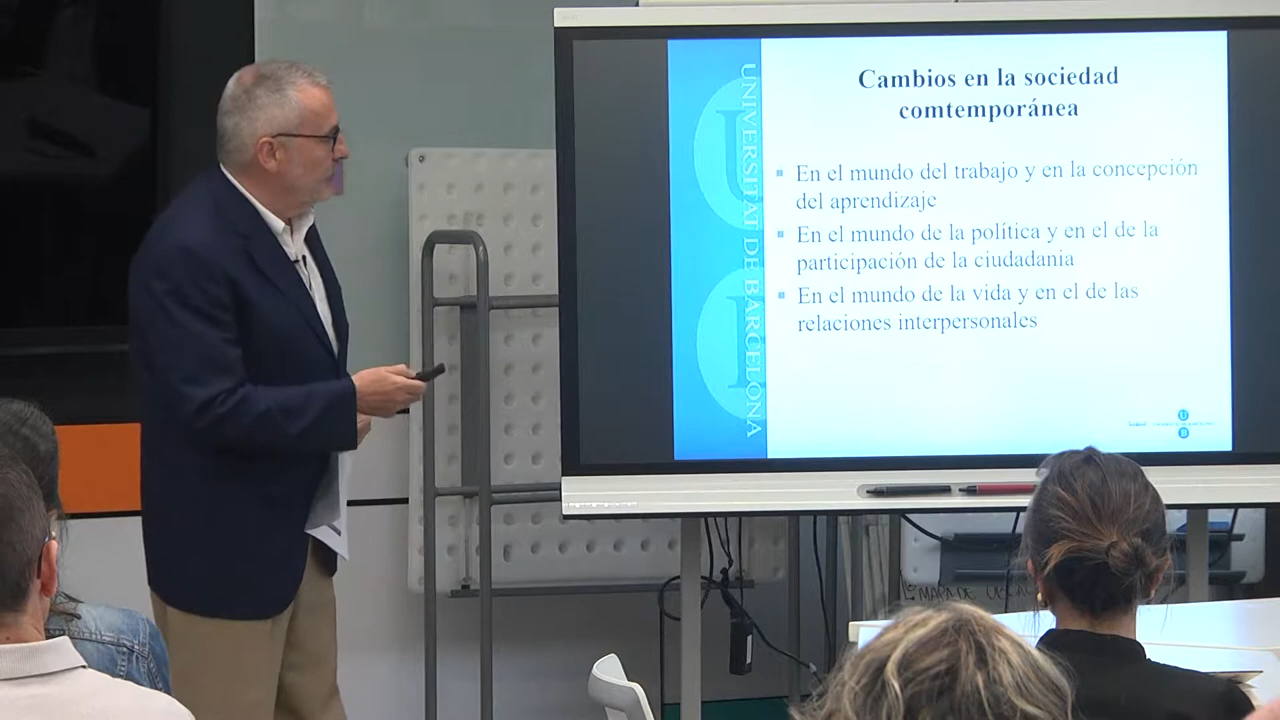 Cambios en la sociedad
comtemporánea
En el mundo del trabajo y en la concepción
del aprendizaje
En el mundo de la política y en el de la
participación de la ciudadania
En el mundo de la vida y en el de las
relaciones interpersonales
UNIVERSITAT DE BARCELONA
U
B
MAPA DE